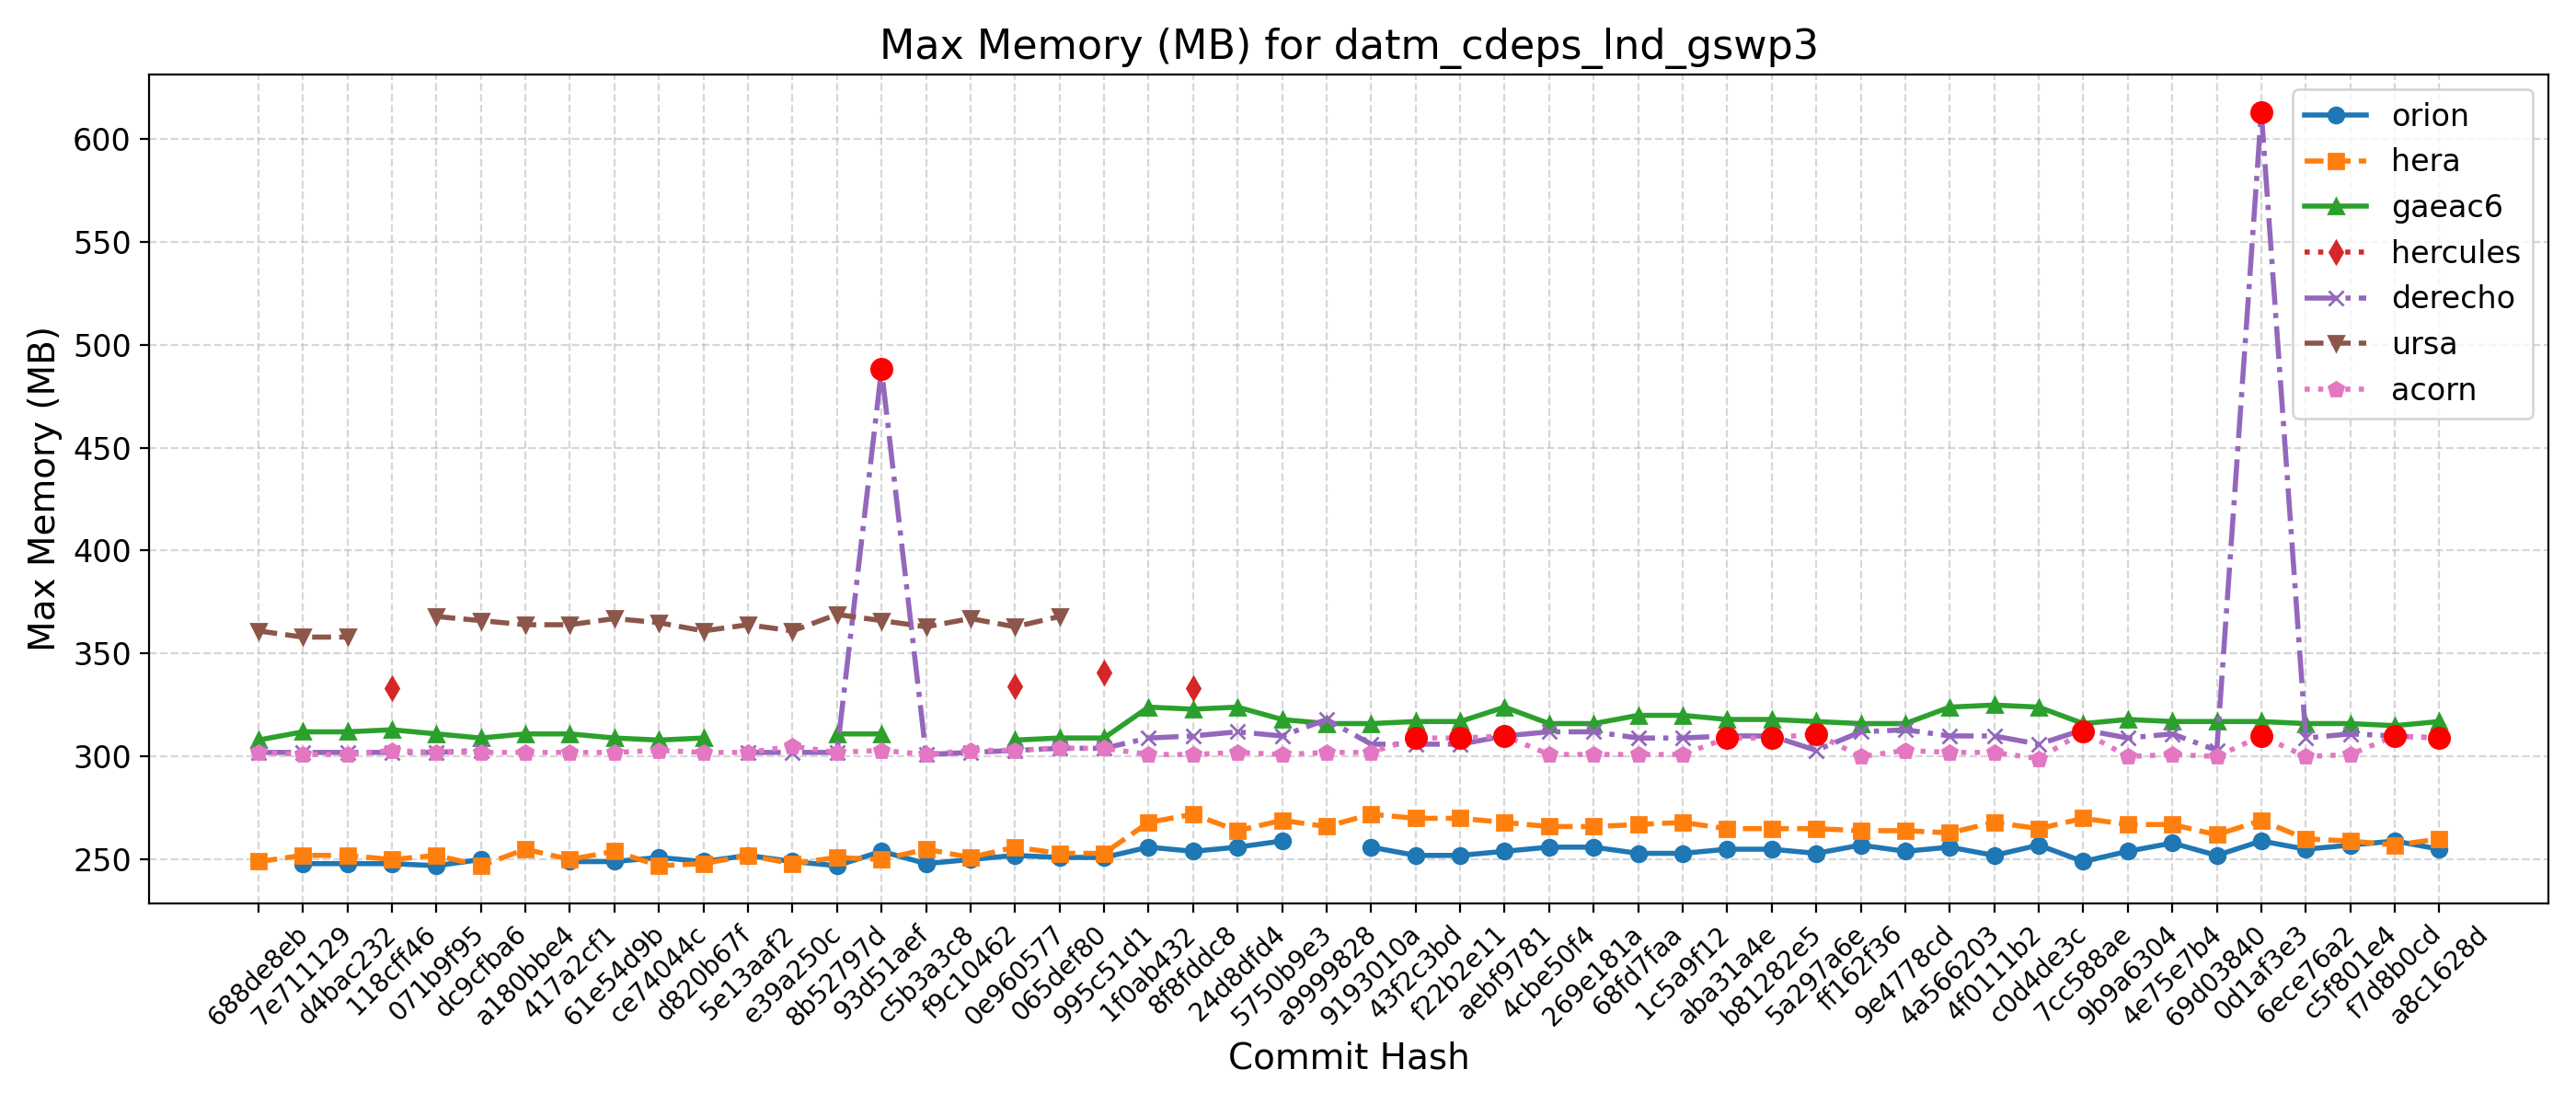 Max Memory (MB) for datm_cdeps_lnd_gswp3
Max Memory (MB)
600
550
500
450
400
350
300
250
orion
hera
gaeac6
hercules
derecho
ursa
acorn
688de8eb
7e711129
d4bac232
118cff46
071b9f95
dc9cfba6
a180bbe4
417a2cf1
61e54d9b
ce74044c
d820b67f
5e13aaf2
e39a250c
8b52797d
93d51aef
c5b3a3c8
f9c10462
0e960577
065def80
995c51d1
1f0ab432
8f8fddc8
24d8dfd4
5750b9e3
a9999828
9193010a
43f2c3bd
f22b2e11
aebf9781
4cbe50f4
269e181a
68fd7faa
1c5a9f12
aba31a4e
b81282e5
5a297a6e
ff162f36
9e4778cd
4a566203
4f0111b2
c0d4de3c
7cc588ae
9b9a6304
4e75e7b4
69d03840
0d1af3e3
6ece76a2
c5f801e4
f7d8b0cd
a8c1628d
Commit Hash